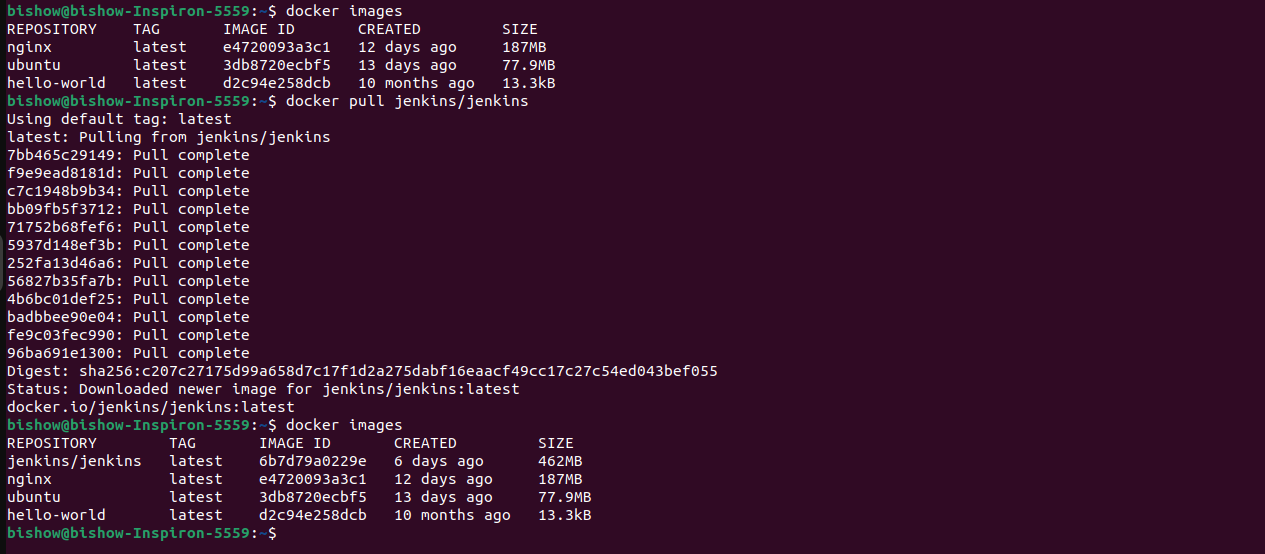 bishow@bishow-Inspiron-5559:~$ docker images
REPOSITORY    TAG       IMAGE ID       CREATED         SIZE
nginx         latest    e4720093a3c1   12 days ago     187MB
ubuntu        latest    3db8720ecbf5   13 days ago     77.9MB
hello-world   latest    d2c94e258dcb   10 months ago   13.3kB
bishow@bishow-Inspiron-5559:~$ docker pull jenkins/jenkins
Using default tag: latest
latest: Pulling from jenkins/jenkins
7bb465c29149: Pull complete
f9e9ead8181d: Pull complete
c7c1948b9b34: Pull complete
bb09fb5f3712: Pull complete
71752b68fef6: Pull complete
5937d148ef3b: Pull complete
252fa13d46a6: Pull complete
56827b35fa7b: Pull complete
4b6bc01def25: Pull complete
badbbee90e04: Pull complete
fe9c03fec990: Pull complete
96ba691e1300: Pull complete
Digest: sha256:c207c27175d99a658d7c17f1d2a275dabf16eaacf49cc17c27c54ed043bef055
Status: Downloaded newer image for jenkins/jenkins:latest
docker.io/jenkins/jenkins:latest
bishow@bishow-Inspiron-5559:~$ docker images
REPOSITORY        TAG       IMAGE ID       CREATED         SIZE
jenkins/jenkins   latest    6b7d79a0229e   6 days ago      462MB
nginx             latest    e4720093a3c1   12 days ago     187MB
ubuntu            latest    3db8720ecbf5   13 days ago     77.9MB
hello-world       latest    d2c94e258dcb   10 months ago   13.3kB
bishow@bishow-Inspiron-5559:~$